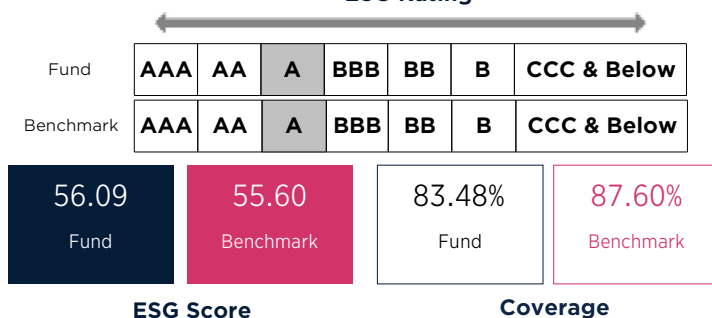 Fund AAA AA A BBB BB B CCC & Below
Benchmark AAA AA A BBB BB B CCC & Below
56.09 55.60 83.48% 87.60%
Fund Benchmark Fund Benchmark
ESG Score Coverage